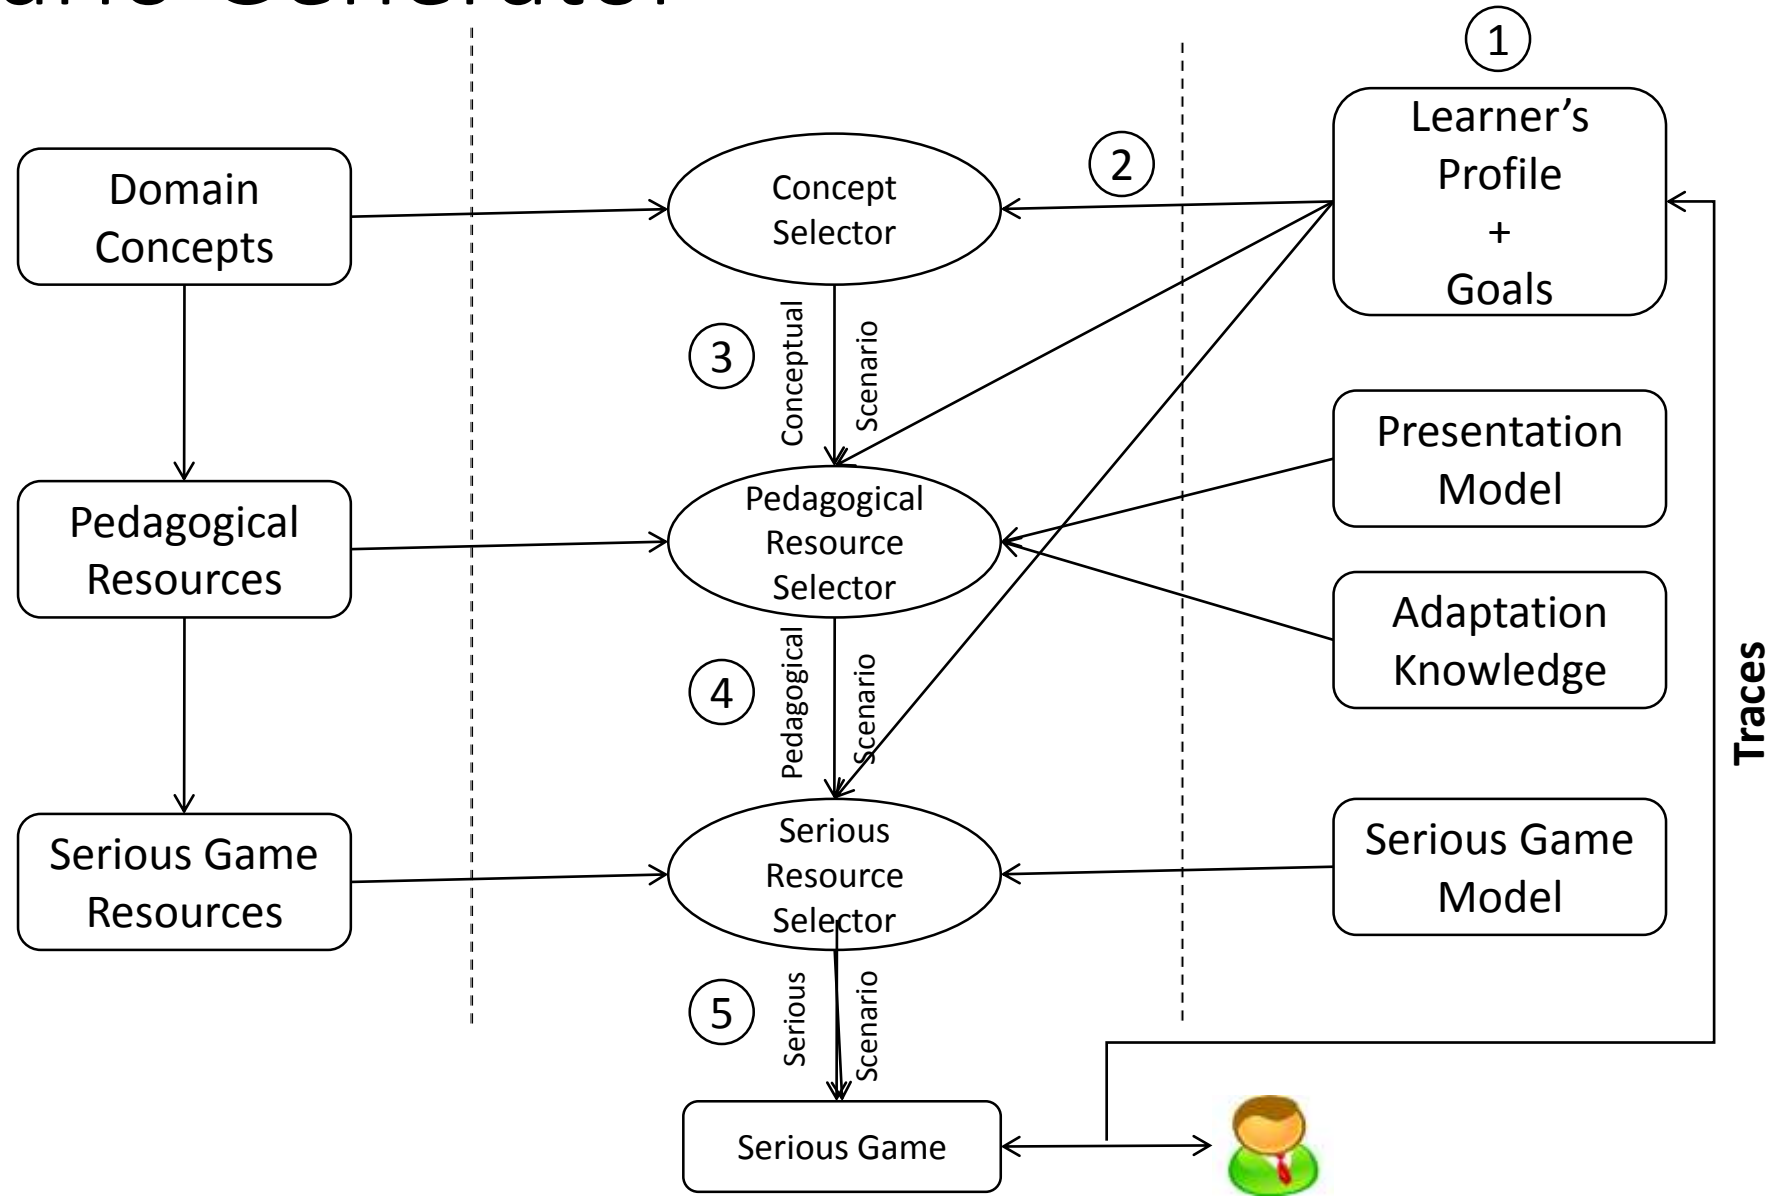 1
Learner’s
Profile
+
Goals
Domain
Concepts
Concept
Selector
2
3
Conceptual
Scenario
Presentation
Model
Pedagogical
Resources
Pedagogical
Resource
Selector
Adaptation
Knowledge
4
Pedagogical
Scenario
Traces
Serious Game
Resources
Serious
Resource
Selector
Serious Game
Model
5
Serious
Scenario
Serious Game